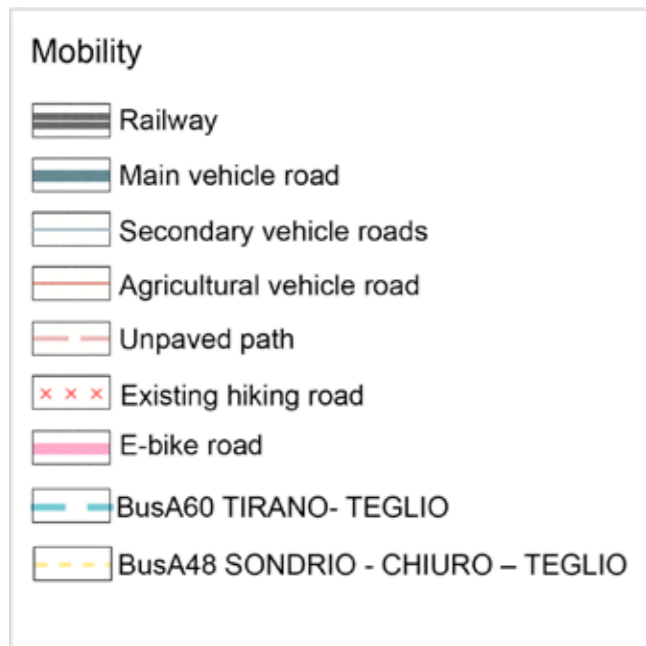 Mobility
Railway
Main vehicle road
Secondary vehicle roads
Agricultural vehicle road
Unpaved path
Existing hiking road
E-bike road
BusA60 TIRANO- TEGLIO
BusA48 SONDRIO - CHIURO – TEGLIO